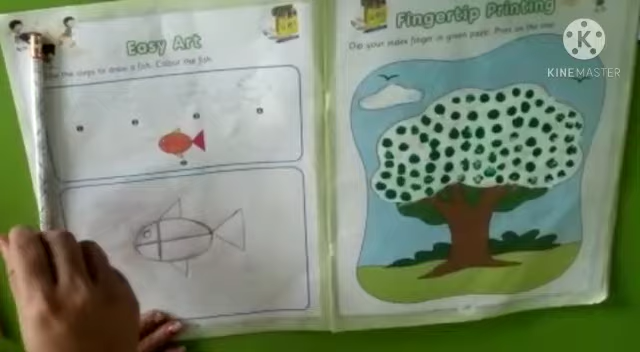 Easy Art
the steps to draw a fish. Colour the fish.
Fingertip Printing
Dip your index finger in green paint. Print on the tree.
KINEMASTER